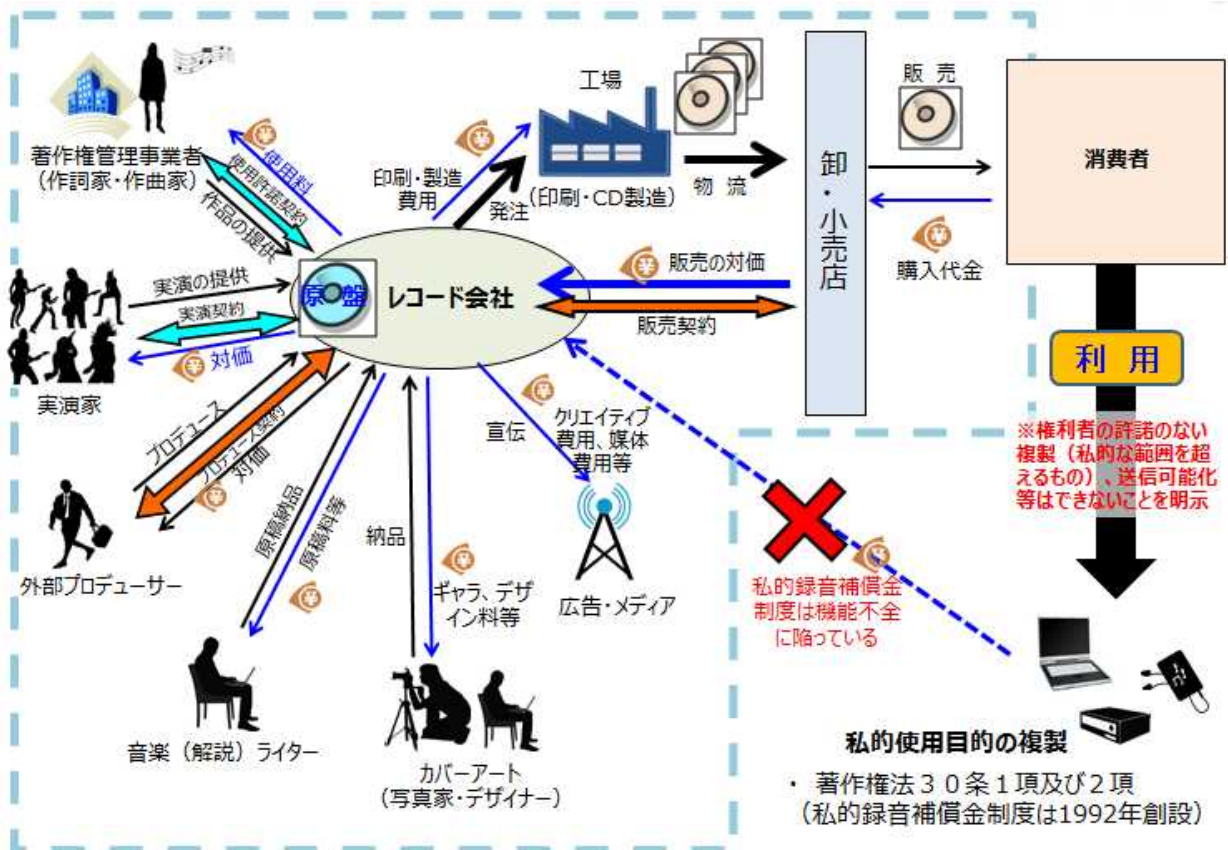 著作権管理事業者
（作詞家・作曲家）
使用料
使用許諾契約
作品の提供
印刷・製造
費用
発注
工場
（印刷・CD製造）
物 流
卸・小売店
販 売
購入代金
消費者
実演の提供
実演契約
対価
実演家
原 盤
レコード会社
販売の対価
販売契約
利 用
※権利者の許諾のない
複製（私的な範囲を超
えるもの）、送信可能化
等はできないことを明示
プロデュース
プロデュース契約
対価
外部プロデューサー
原稿納品
原稿料等
音楽（解説）ライター
納品
ギャラ、デザ
イン料等
カバーアート
（写真家・デザイナー）
宣伝
クリエイティブ
費用、媒体
費用等
広告・メディア
私的録音補償金
制度は機能不全
に陥っている
私的使用目的の複製
・ 著作権法３０条１項及び２項
（私的録音補償金制度は1992年創設）